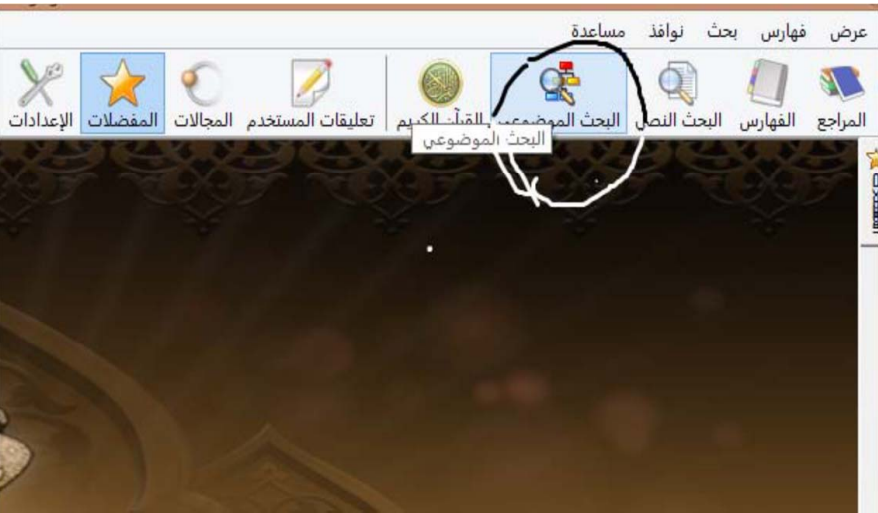 عرض فهارس بحث نوافذ مساعدة
المراجع الفهارس البحث النصي البحث الموضوعي القرآن الكريم تعليقات المستخدم المجالات المفضلات الإعدادات
البحث الموضوعي